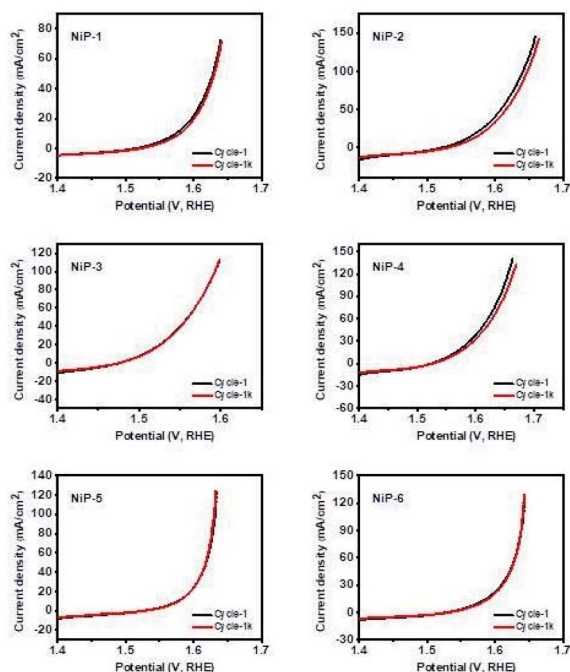 NiP-1
Current density (mA/cm²)
80
60
40
20
0
-20
Cycle-1
Cycle-1k
1.4 1.5 1.6 1.7
Potential (V, RHE)
NiP-2
Current density (mA/cm²)
150
100
50
0
Cycle-1
Cycle-1k
1.4 1.5 1.6 1.7
Potential (V, RHE)
NiP-3
Current density (mA/cm²)
120
100
80
60
40
20
0
-20
-40
Cycle-1
Cycle-1k
1.4 1.5 1.6
Potential (V, RHE)
NiP-4
Current density (mA/cm²)
150
120
90
60
30
0
-30
-60
Cycle-1
Cycle-1k
1.4 1.5 1.6 1.7
Potential (V, RHE)
NiP-5
Current density (mA/cm²)
140
120
100
80
60
40
20
0
-20
Cycle-1
Cycle-1k
1.4 1.5 1.6 1.7
Potential (V, RHE)
NiP-6
Current density (mA/cm²)
150
120
90
60
30
0
-30
Cycle-1
Cycle-1k
1.4 1.5 1.6 1.7
Potential (V, RHE)